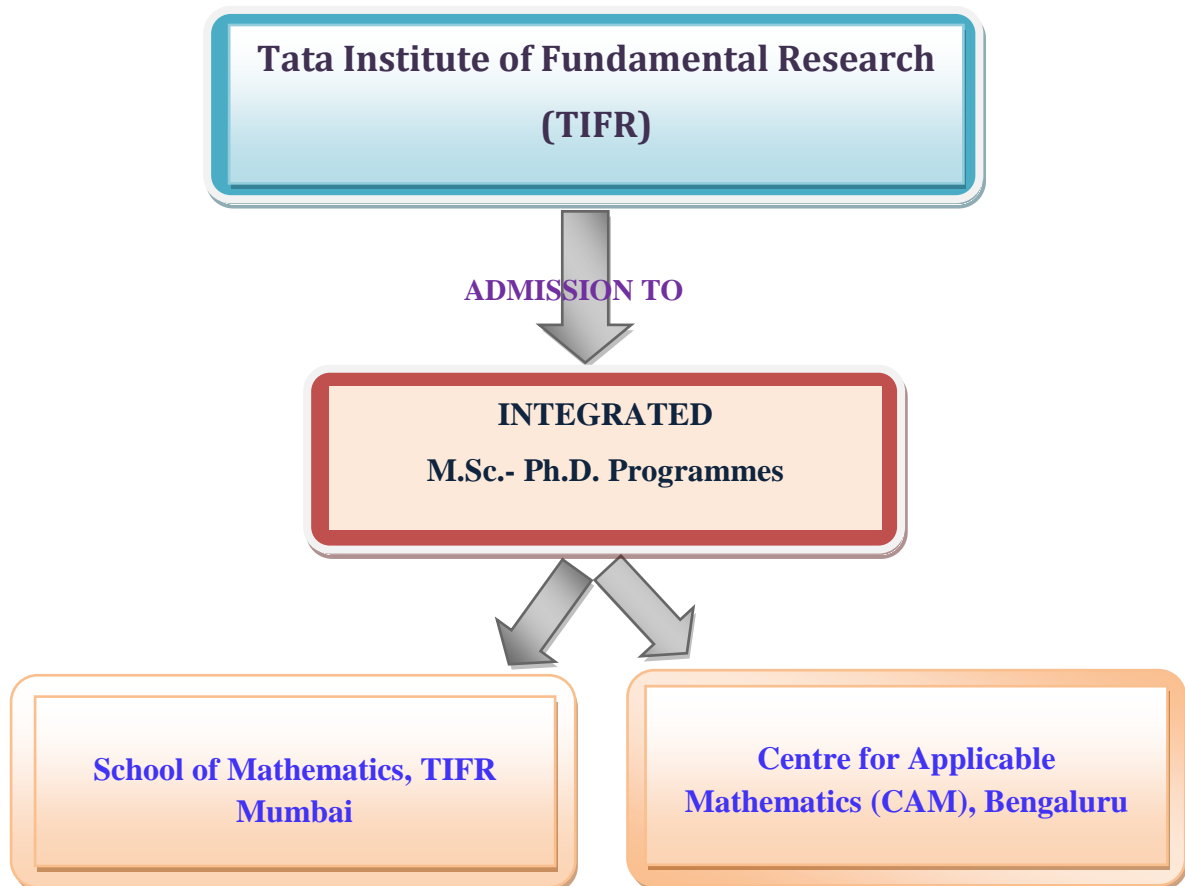 Tata Institute of Fundamental Research
(TIFR)
ADMISSION TO
INTEGRATED
M.Sc.- Ph.D. Programmes
School of Mathematics, TIFR
Mumbai
Centre for Applicable
Mathematics (CAM), Bengaluru